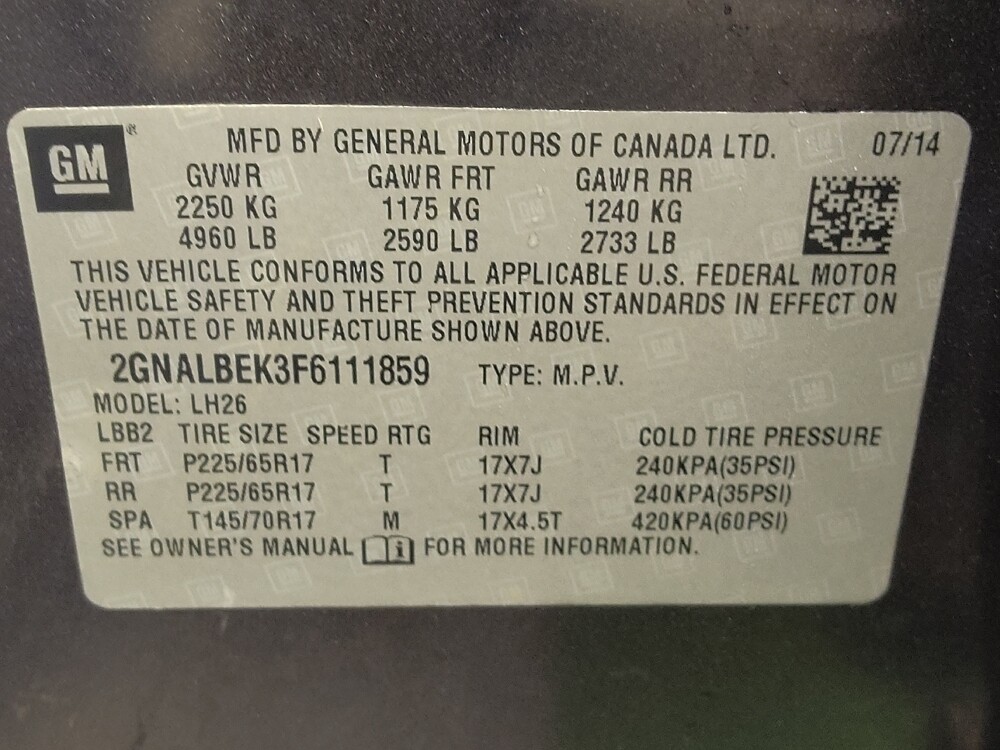 GM® MFD BY GENERAL MOTORS OF CANADA LTD. 07/14
GVWR GAWR FRT GAWR RR
2250 KG 1175 KG 1240 KG
4960 LB 2590 LB 2733 LB
THIS VEHICLE CONFORMS TO ALL APPLICABLE U.S. FEDERAL MOTOR
VEHICLE SAFETY AND THEFT PREVENTION STANDARDS IN EFFECT ON
THE DATE OF MANUFACTURE SHOWN ABOVE.
2GNALBEK3F6111859 TYPE: M.P.V.
MODEL: LH26
LBB2 TIRE SIZE SPEED RTG RIM COLD TIRE PRESSURE
FRT P225/65R17 T 17X7J 240KPA(35PSI)
RR P225/65R17 T 17X7J 240KPA(35PSI)
SPA T145/70R17 M 17X4.5T 420KPA(60PSI)
SEE OWNER'S MANUAL i FOR MORE INFORMATION.